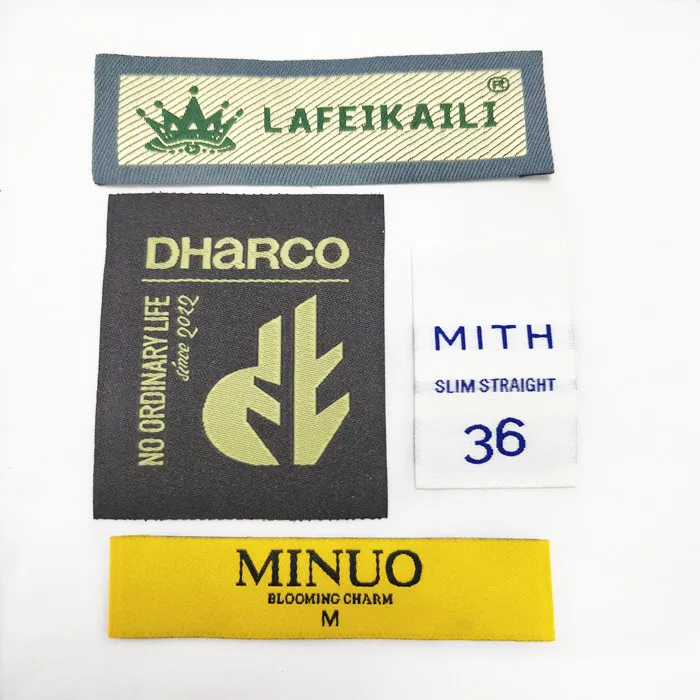 LAFEIKAILI ®
DHaRCO
NO ORDINARY LIFE
since 2012
MITH
SLIM STRAIGHT
36
MINUO
BLOOMING CHARM
M